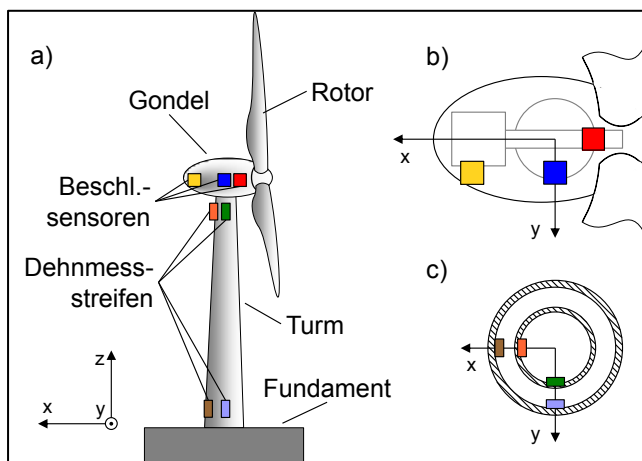 a)
Gondel
Rotor
Beschl.-
sensoren
Dehnmess-
streifen
Turm
Fundament
z
x
y
b)
x
y
c)
x
y